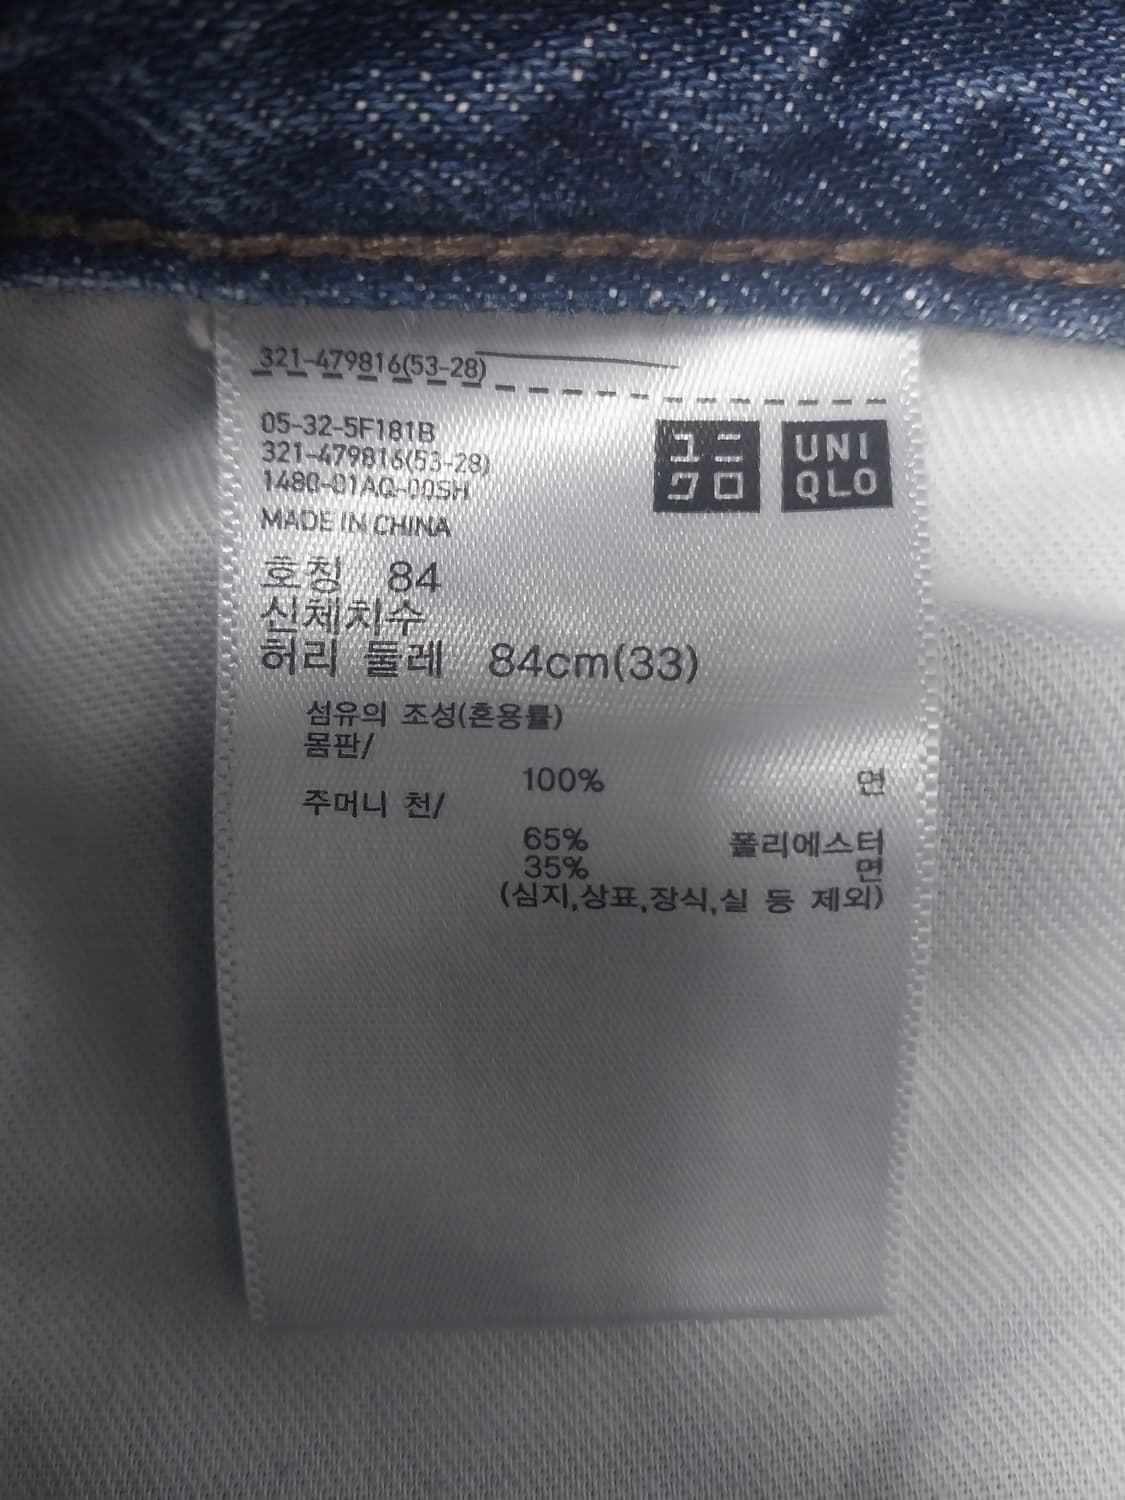 321-479816(53-28)
05-32-5F181B
321-479816(53-28)
1480-01AQ-00SH
MADE IN CHINA
ユニ
クロ
UNI
QLO
호칭 84
신체치수
허리 둘레 84cm(33)
섬유의 조성(혼용률)
몸판/
100% 면
주머니 천/
65% 폴리에스터
35% 면
(심지,상표,장식,실 등 제외)